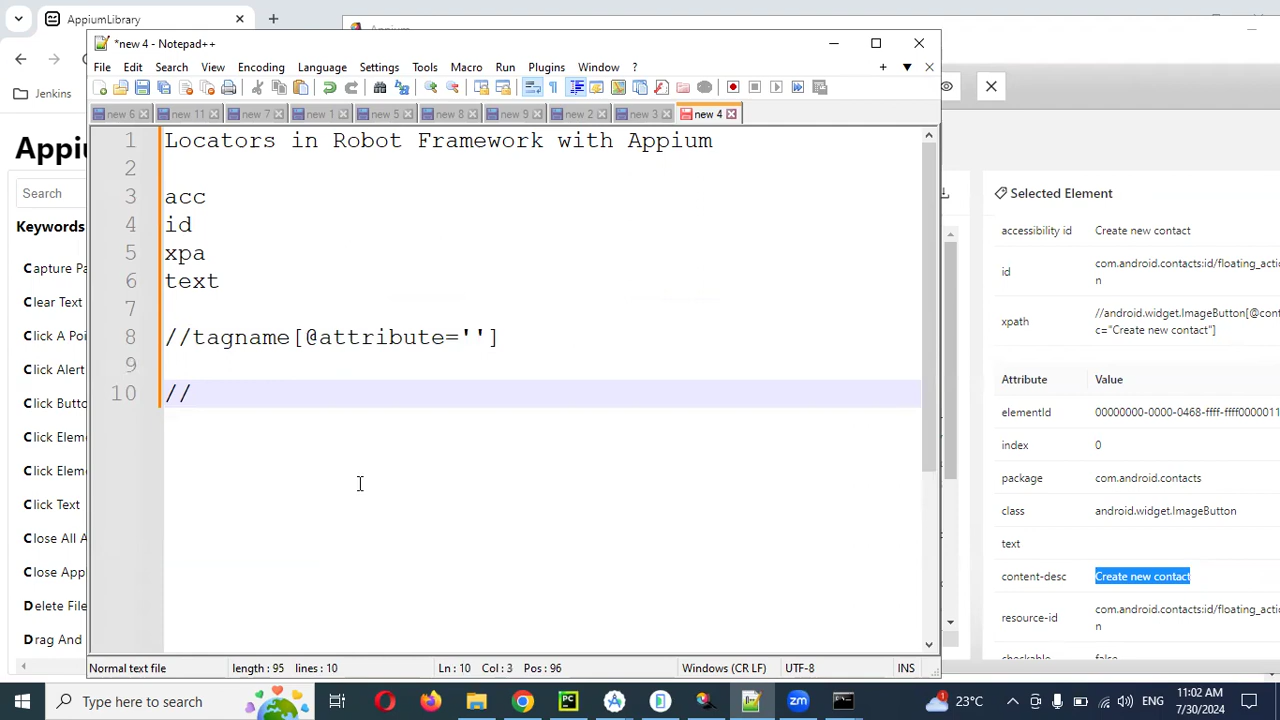 AppiumLibrary
Appium
Jenkins
*new 4 - Notepad++
File Edit Search View Encoding Language Settings Tools Macro Run Plugins Window ?
new 6 new 11 new 7 new 1 new 5 new 8 new 9 new 2 new 3 new 4
1 Locators in Robot Framework with Appium
2
3 acc
4 id
5 xpa
6 text
7
8 //tagname[@attribute='']
9
10 //
Normal text file length : 95 lines : 10 Ln : 10 Col : 3 Pos : 96 Windows (CR LF) UTF-8 INS
Appiu
Search
Keywords
Capture Pa
Clear Text
Click A Poi
Click Alert
Click Butto
Click Elem
Click Elem
Click Text
Close All A
Close App
Delete File
Drag And
Selected Element
accessibility id Create new contact
id com.android.contacts:id/floating_actio
n
xpath //android.widget.ImageButton[@con
c="Create new contact"]
Attribute Value
elementId 00000000-0000-0468-ffff-ffff0000011
index 0
package com.android.contacts
class android.widget.ImageButton
text
content-desc Create new contact
resource-id com.android.contacts:id/floating_actio
n
checkable false
Type here to search
1 23°C ENG 11:02 AM
7/30/2024